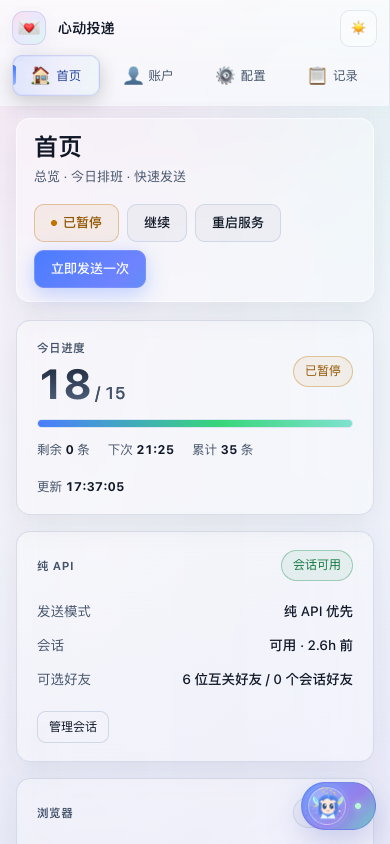 心动投递
首页
账户
配置
记录
首页
总览 · 今日排班 · 快速发送
已暂停
继续
重启服务
立即发送一次
今日进度
18 / 15
已暂停
剩余 0 条
下次 21:25
累计 35 条
更新 17:37:05
纯 API
会话可用
发送模式
纯 API 优先
会话
可用 · 2.6h 前
可选好友
6 位互关好友 / 0 个会话好友
管理会话
浏览器